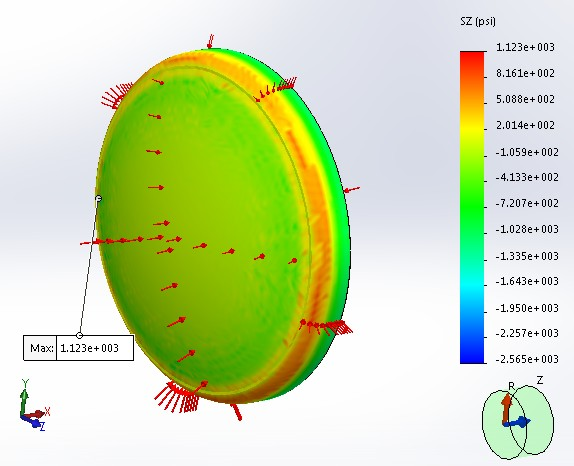 SZ (psi)
1.123e+003
8.161e+002
5.088e+002
2.014e+002
-1.059e+002
-4.133e+002
-7.207e+002
-1.028e+003
-1.335e+003
-1.643e+003
-1.950e+003
-2.257e+003
-2.565e+003
Max: 1.123e+003
Y
X
Z
R
Z